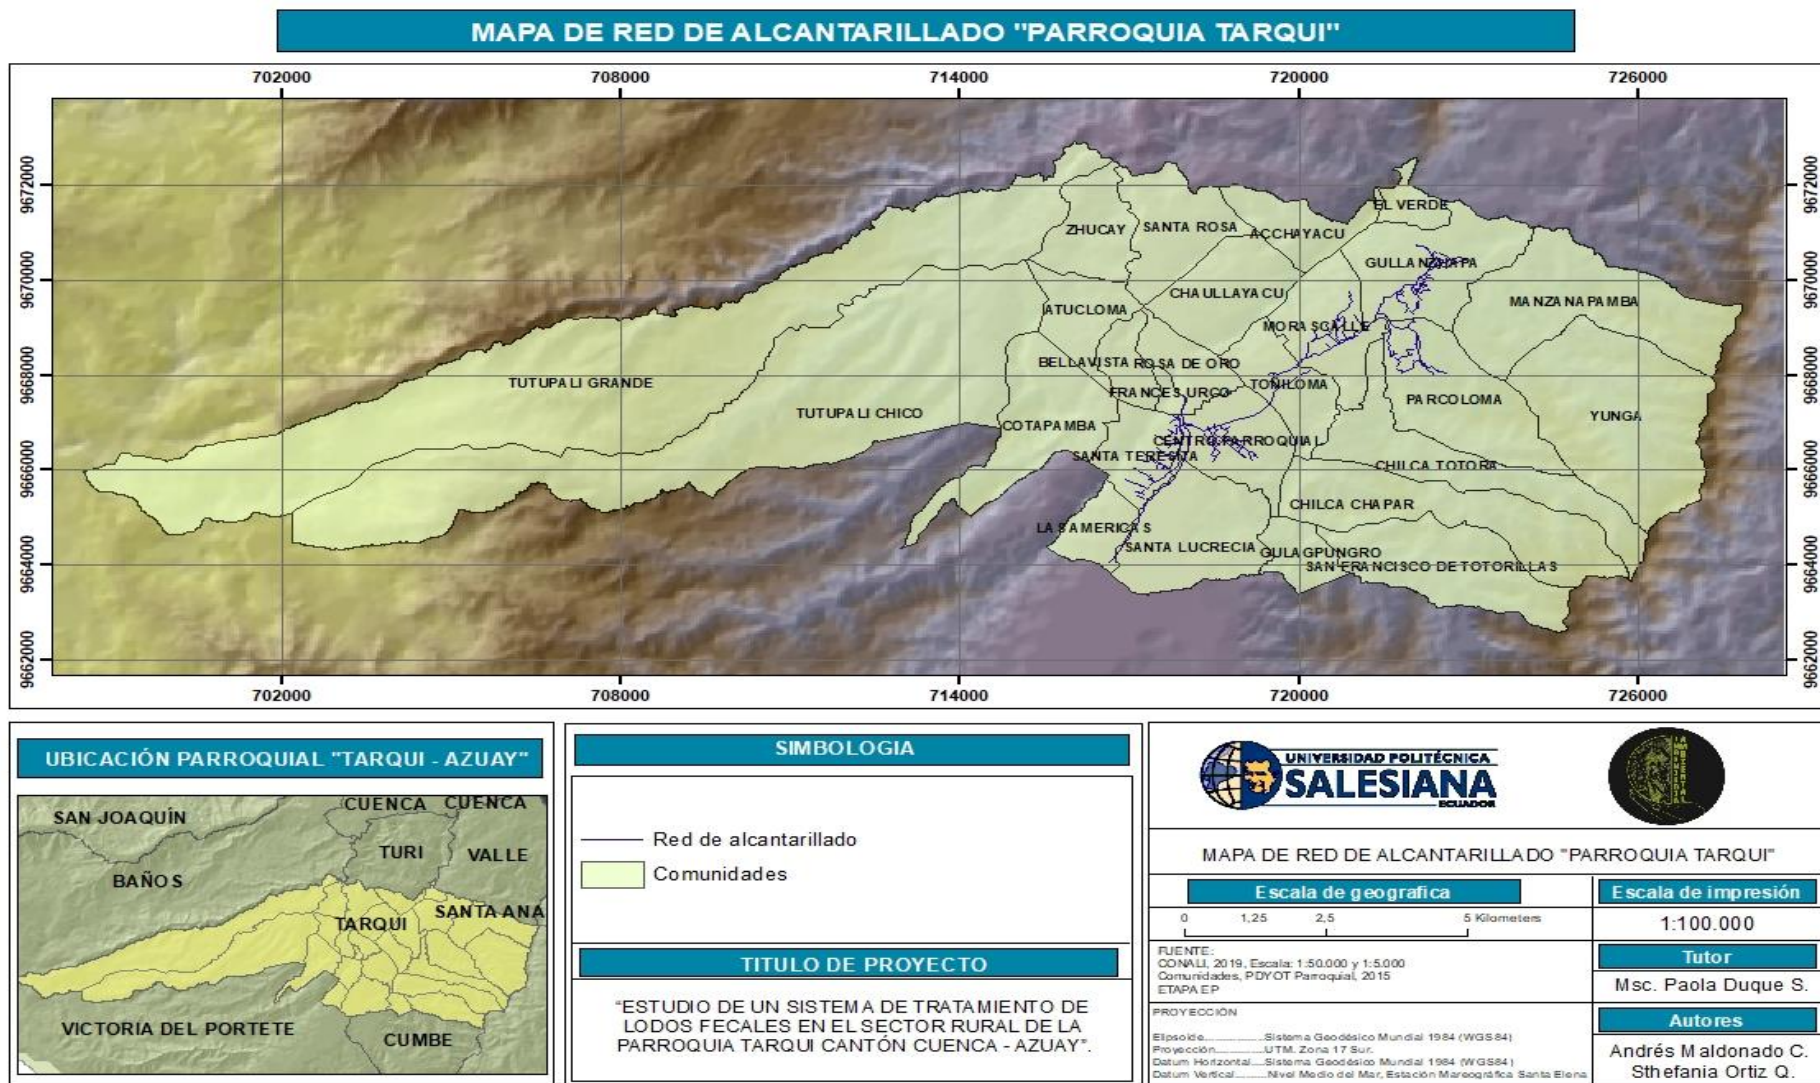 MAPA DE RED DE ALCANTARILLADO "PARROQUIA TARQUI"
702000 708000 714000 720000 726000
9672000 9672000
9670000 9670000
9668000 9668000
9666000 9666000
9664000 9664000
9662000 9662000
EL VERDE
ZHUCAY SANTA ROSA ACCHAYACU
GULLANZHAPA
CHAULLAYACU MANZANAPAMBA
ATUCLOMA
MORASCALLE
BELLAVISTA ROSA DE ORO
TUTUPALI GRANDE TOÑILOMA
FRANCES URCO PARCOLOMA
TUTUPALI CHICO YUNGA
COTAPAMBA
CENTRO PARROQUIAL
SANTA TERESITA CHILCA TOTORA
CHILCA CHAPAR
LAS AMERICAS
SANTA LUCRECIA GULAGPUNGRO
SAN FRANCISCO DE TOTORILLAS
702000 708000 714000 720000 726000
UBICACIÓN PARROQUIAL "TARQUI - AZUAY"
CUENCA CUENCA
SAN JOAQUÍN
TURI VALLE
BAÑOS
SANTA ANA
TARQUI
VICTORIA DEL PORTETE
CUMBE
SIMBOLOGIA
Red de alcantarillado
Comunidades
TITULO DE PROYECTO
"ESTUDIO DE UN SISTEMA DE TRATAMIENTO DE
LODOS FECALES EN EL SECTOR RURAL DE LA
PARROQUIA TARQUI CANTÓN CUENCA - AZUAY".
UNIVERSIDAD POLITÉCNICA
SALESIANA
ECUADOR
MAPA DE RED DE ALCANTARILLADO "PARROQUIA TARQUI"
Escala de geografica
0 1,25 2,5 5 Kilometers
FUENTE:
CONALI, 2019, Escala: 1:50.000 y 1:5.000
Comunidades, PDYOT Parroquial, 2015
ETAPA EP
PROYECCIÓN
Elipsoide..............Sistema Geodésico Mundial 1984 (WGS84)
Proyección............UTM. Zona 17 Sur.
Datum Horizontal....Sistema Geodésico Mundial 1984 (WGS84)
Datum Vertical.........Nivel Medio del Mar, Estación Mareográfica Santa Elena
Escala de impresión
1:100.000
Tutor
Msc. Paola Duque S.
Autores
Andrés Maldonado C.
Sthefania Ortiz Q.